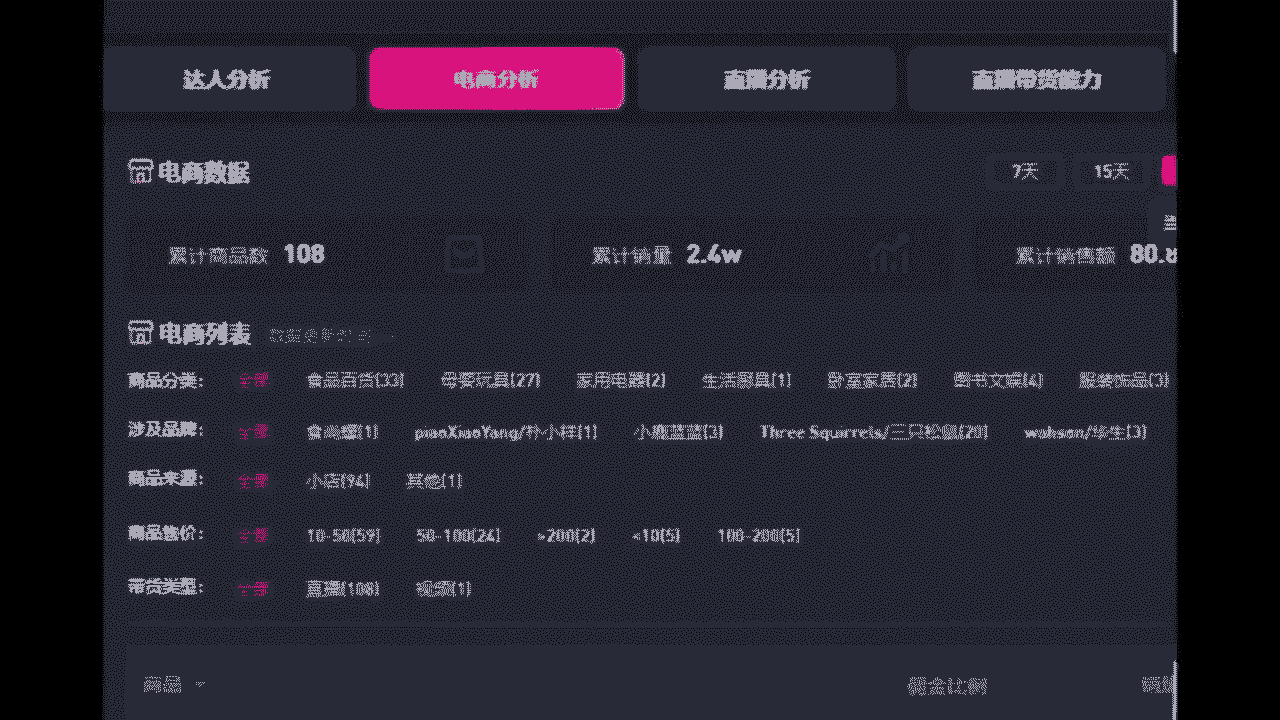 达人分析 电商分析 直播分析 直播带货能力
电商数据 7天 15天
累计商品数 108 累计销量 2.4w 累计销售额 80.8
电商列表
商品分类: 全部 食品百货(33) 母婴玩具(27) 家用电器(2) 生活厨具(1) 卧室家居(2) 图书文娱(4) 服装饰品(3)
涉及品牌: 全部 piaoXiaoYang/朴小样(1) 小鹿蓝蓝(3) Three Squirrels/三只松鼠(20) wahson/华生(3)
商品来源: 全部 小店(94) 其他(1)
商品售价: 全部 10-50(59) 50-100(24) >200(2) <10(5) 100-200(5)
带货类型: 全部 直播(108) 视频(1)
商品 佣金比例